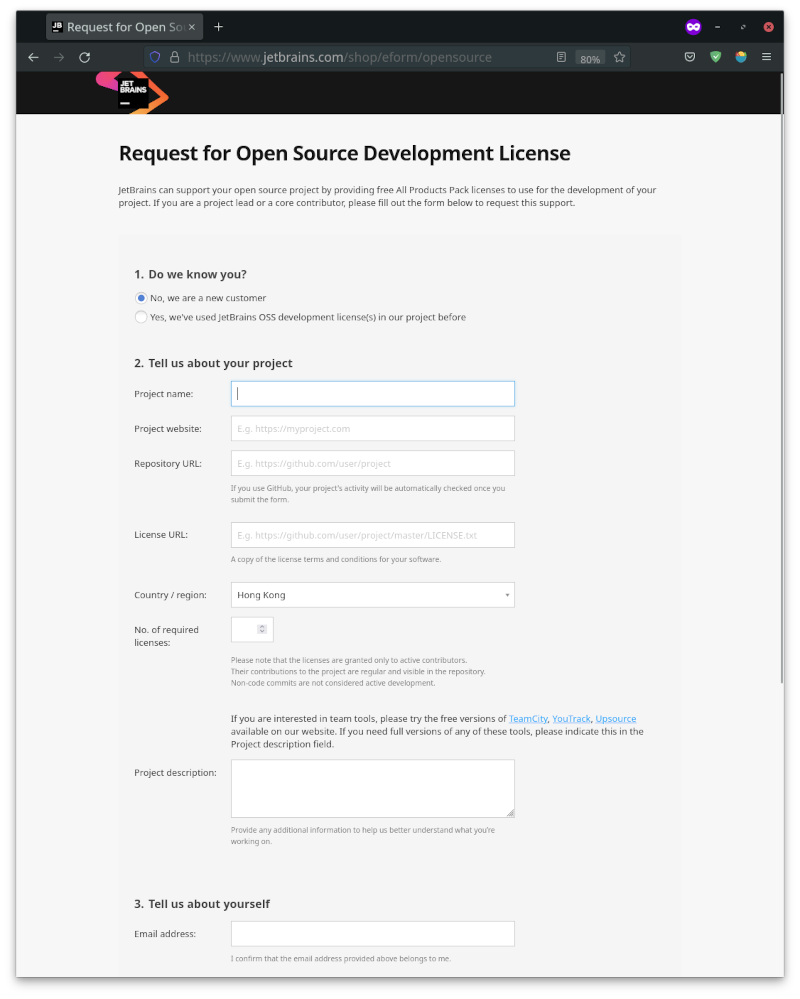 JB
Request for Open So
https://www.jetbrains.com/shop/eform/opensource
80%
JET
BRAINS
Request for Open Source Development License
JetBrains can support your open source project by providing free All Products Pack licenses to use for the development of your
project. If you are a project lead or a core contributor, please fill out the form below to request this support.
1. Do we know you?
No, we are a new customer
Yes, we've used JetBrains OSS development license(s) in our project before
2. Tell us about your project
Project name:
Project website:
E.g. https://myproject.com
Repository URL:
E.g. https://github.com/user/project
If you use GitHub, your project's activity will be automatically checked once you
submit the form.
License URL:
E.g. https://github.com/user/project/master/LICENSE.txt
A copy of the license terms and conditions for your software.
Country / region:
Hong Kong
No. of required
licenses:
Please note that the licenses are granted only to active contributors.
Their contributions to the project are regular and visible in the repository.
Non-code commits are not considered active development.
If you are interested in team tools, please try the free versions of TeamCity, YouTrack, Upsource
available on our website. If you need full versions of any of these tools, please indicate this in the
Project description field.
Project description:
Provide any additional information to help us better understand what you're
working on.
3. Tell us about yourself
Email address:
I confirm that the email address provided above belongs to me.